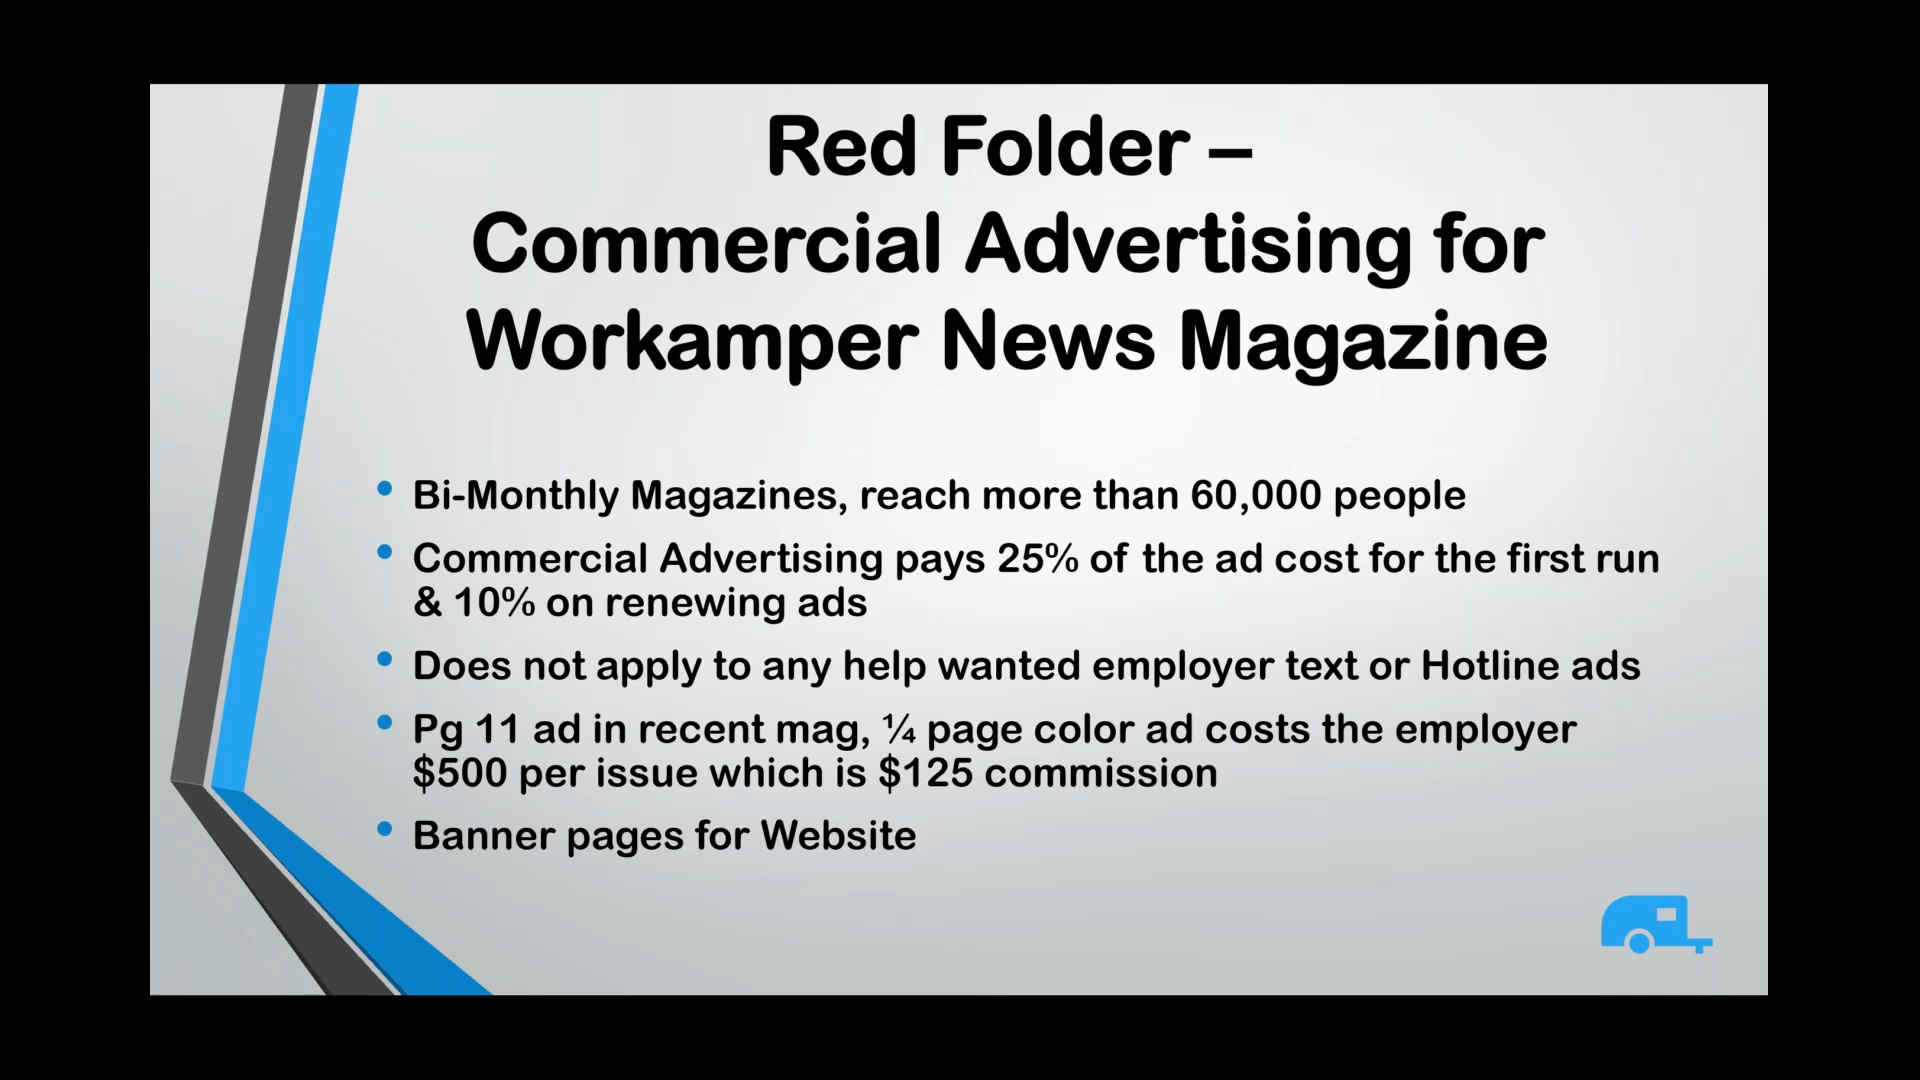 Red Folder –
Commercial Advertising for
Workamper News Magazine
• Bi-Monthly Magazines, reach more than 60,000 people
• Commercial Advertising pays 25% of the ad cost for the first run
& 10% on renewing ads
• Does not apply to any help wanted employer text or Hotline ads
• Pg 11 ad in recent mag, ¼ page color ad costs the employer
$500 per issue which is $125 commission
• Banner pages for Website